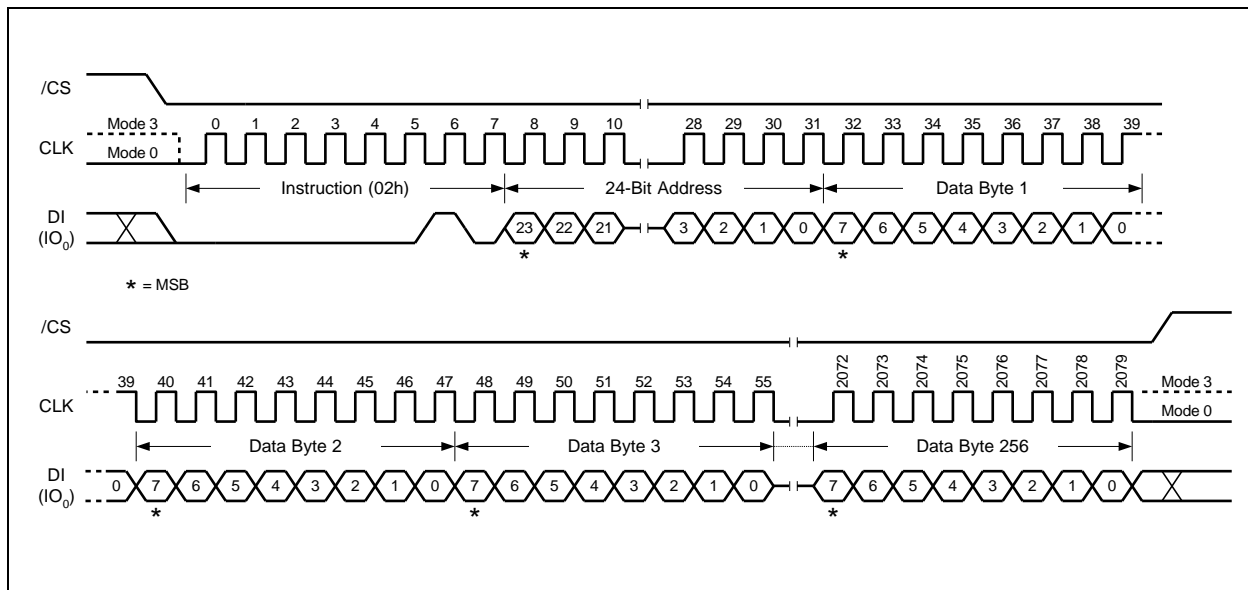 /CS
Mode 3
0 1 2 3 4 5 6 7 8 9 10 28 29 30 31 32 33 34 35 36 37 38 39
CLK
Mode 0
Instruction (02h) 24-Bit Address Data Byte 1
DI
(IO0)
23 22 21 3 2 1 0 7 6 5 4 3 2 1 0
* *
* = MSB
/CS
39 40 41 42 43 44 45 46 47 48 49 50 51 52 53 54 55 2072 2073 2074 2075 2076 2077 2078 2079
Mode 3
CLK
Mode 0
Data Byte 2 Data Byte 3 Data Byte 256
DI
(IO0)
0 7 6 5 4 3 2 1 0 7 6 5 4 3 2 1 0 7 6 5 4 3 2 1 0
* * *